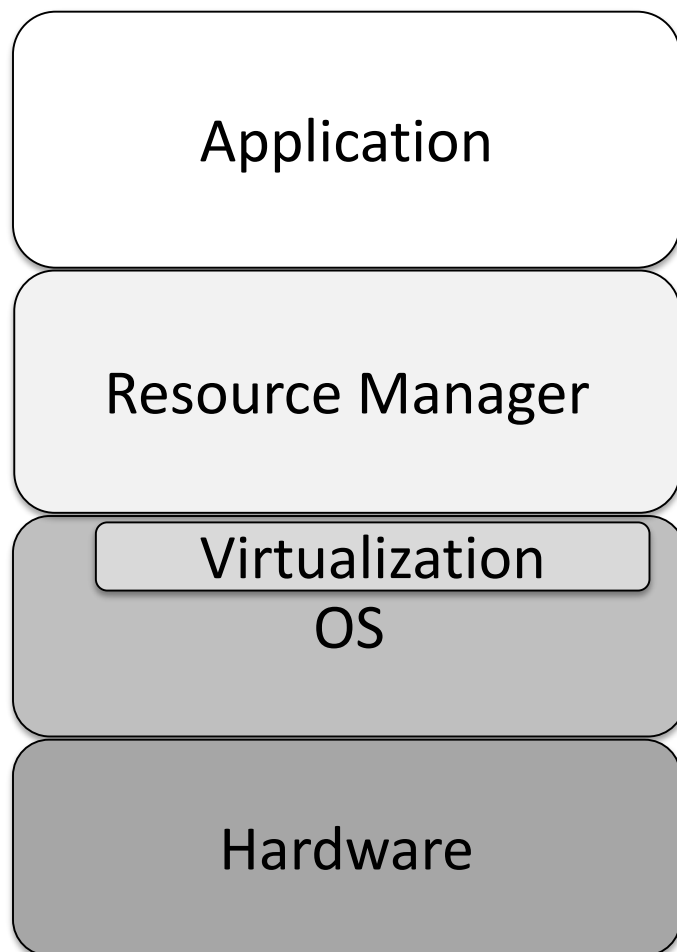 Application
Resource Manager
Virtualization
OS
Hardware